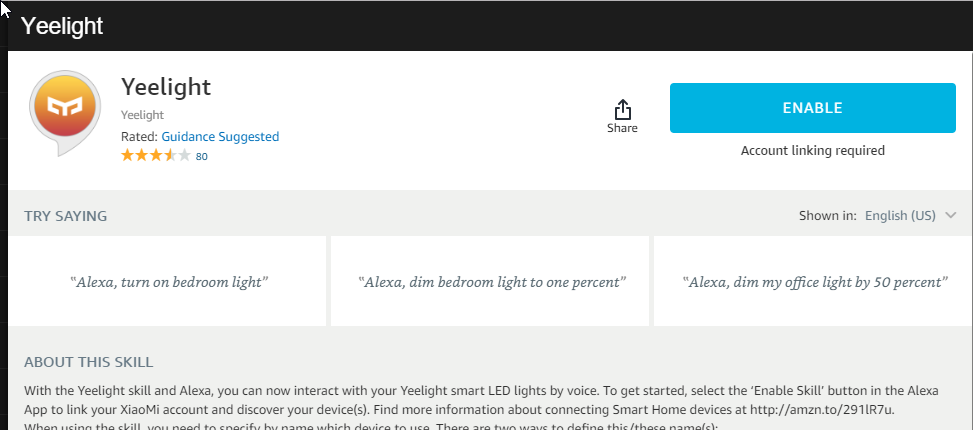 Yeelight
Yeelight
Yeelight
Rated: Guidance Suggested
80
Share
ENABLE
Account linking required
TRY SAYING
Shown in: English (US)
"Alexa, turn on bedroom light"
"Alexa, dim bedroom light to one percent"
"Alexa, dim my office light by 50 percent"
ABOUT THIS SKILL
With the Yeelight skill and Alexa, you can now interact with your Yeelight smart LED lights by voice. To get started, select the ‘Enable Skill’ button in the Alexa
App to link your XiaoMi account and discover your device(s). Find more information about connecting Smart Home devices at http://amzn.to/291lR7u.
When using the skill, you need to specify by name which device to use. There are two ways to define this/these name(s):